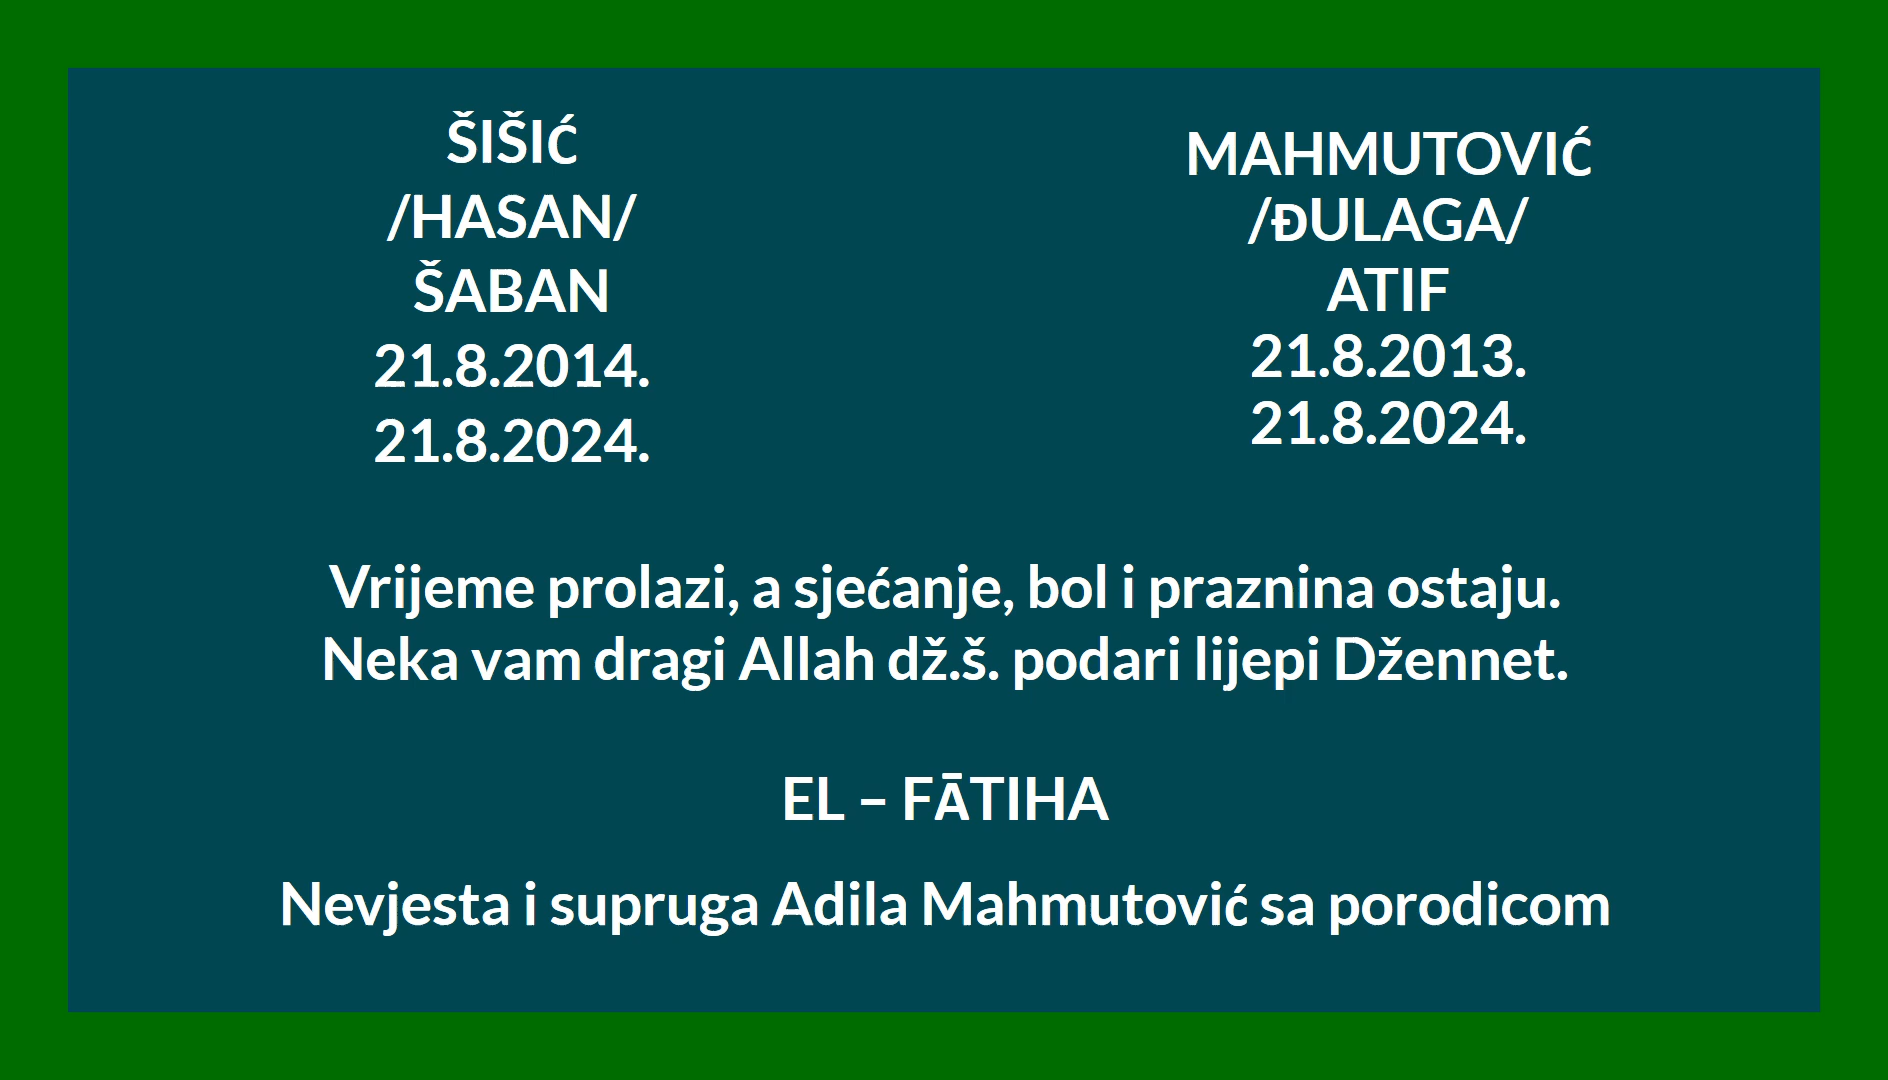 ŠIŠIĆ
/HASAN/
ŠABAN
21.8.2014.
21.8.2024.
MAHMUTOVIĆ
/ĐULAGA/
ATIF
21.8.2013.
21.8.2024.
Vrijeme prolazi, a sjećanje, bol i praznina ostaju.
Neka vam dragi Allah dž.š. podari lijepi Džennet.
EL – FĀTIHA
Nevjesta i supruga Adila Mahmutović sa porodicom